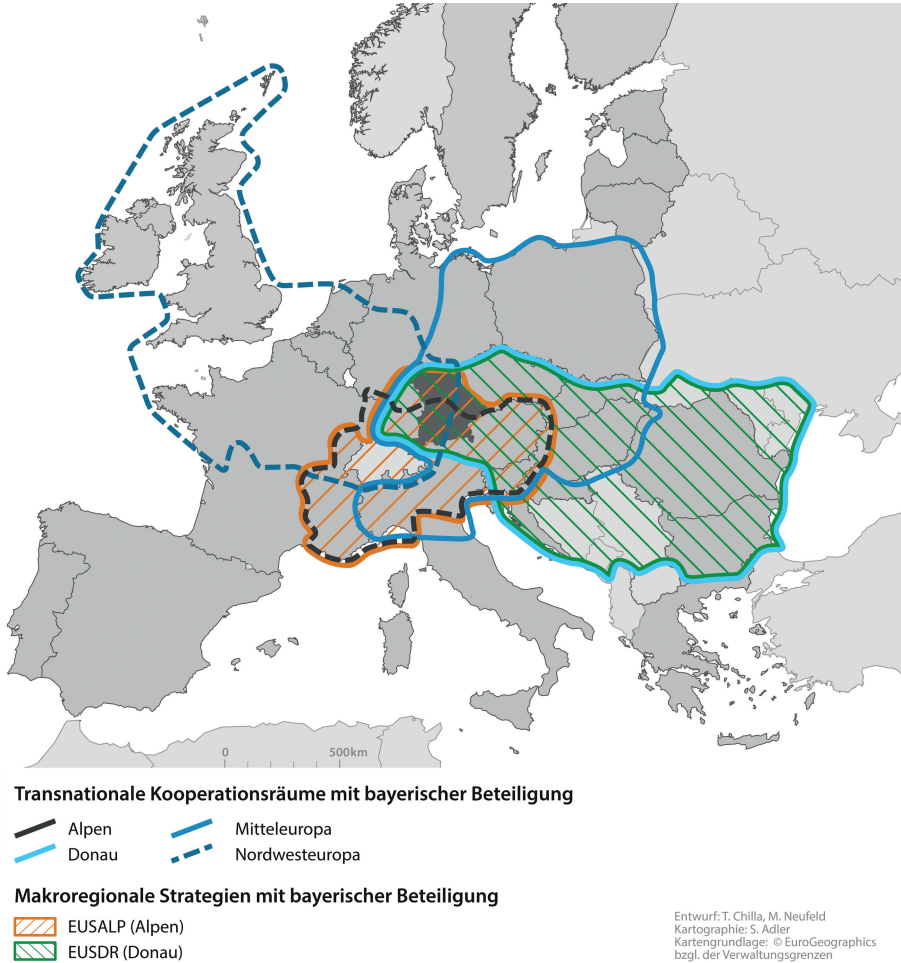 0 500km
Transnationale Kooperationsräume mit bayerischer Beteiligung
Alpen
Mitteleuropa
Donau
Nordwesteuropa
Makroregionale Strategien mit bayerischer Beteiligung
EUSALP (Alpen)
EUSDR (Donau)
Entwurf: T. Chilla, M. Neufeld
Kartographie: S. Adler
Kartengrundlage: © EuroGeographics
bzgl. der Verwaltungsgrenzen